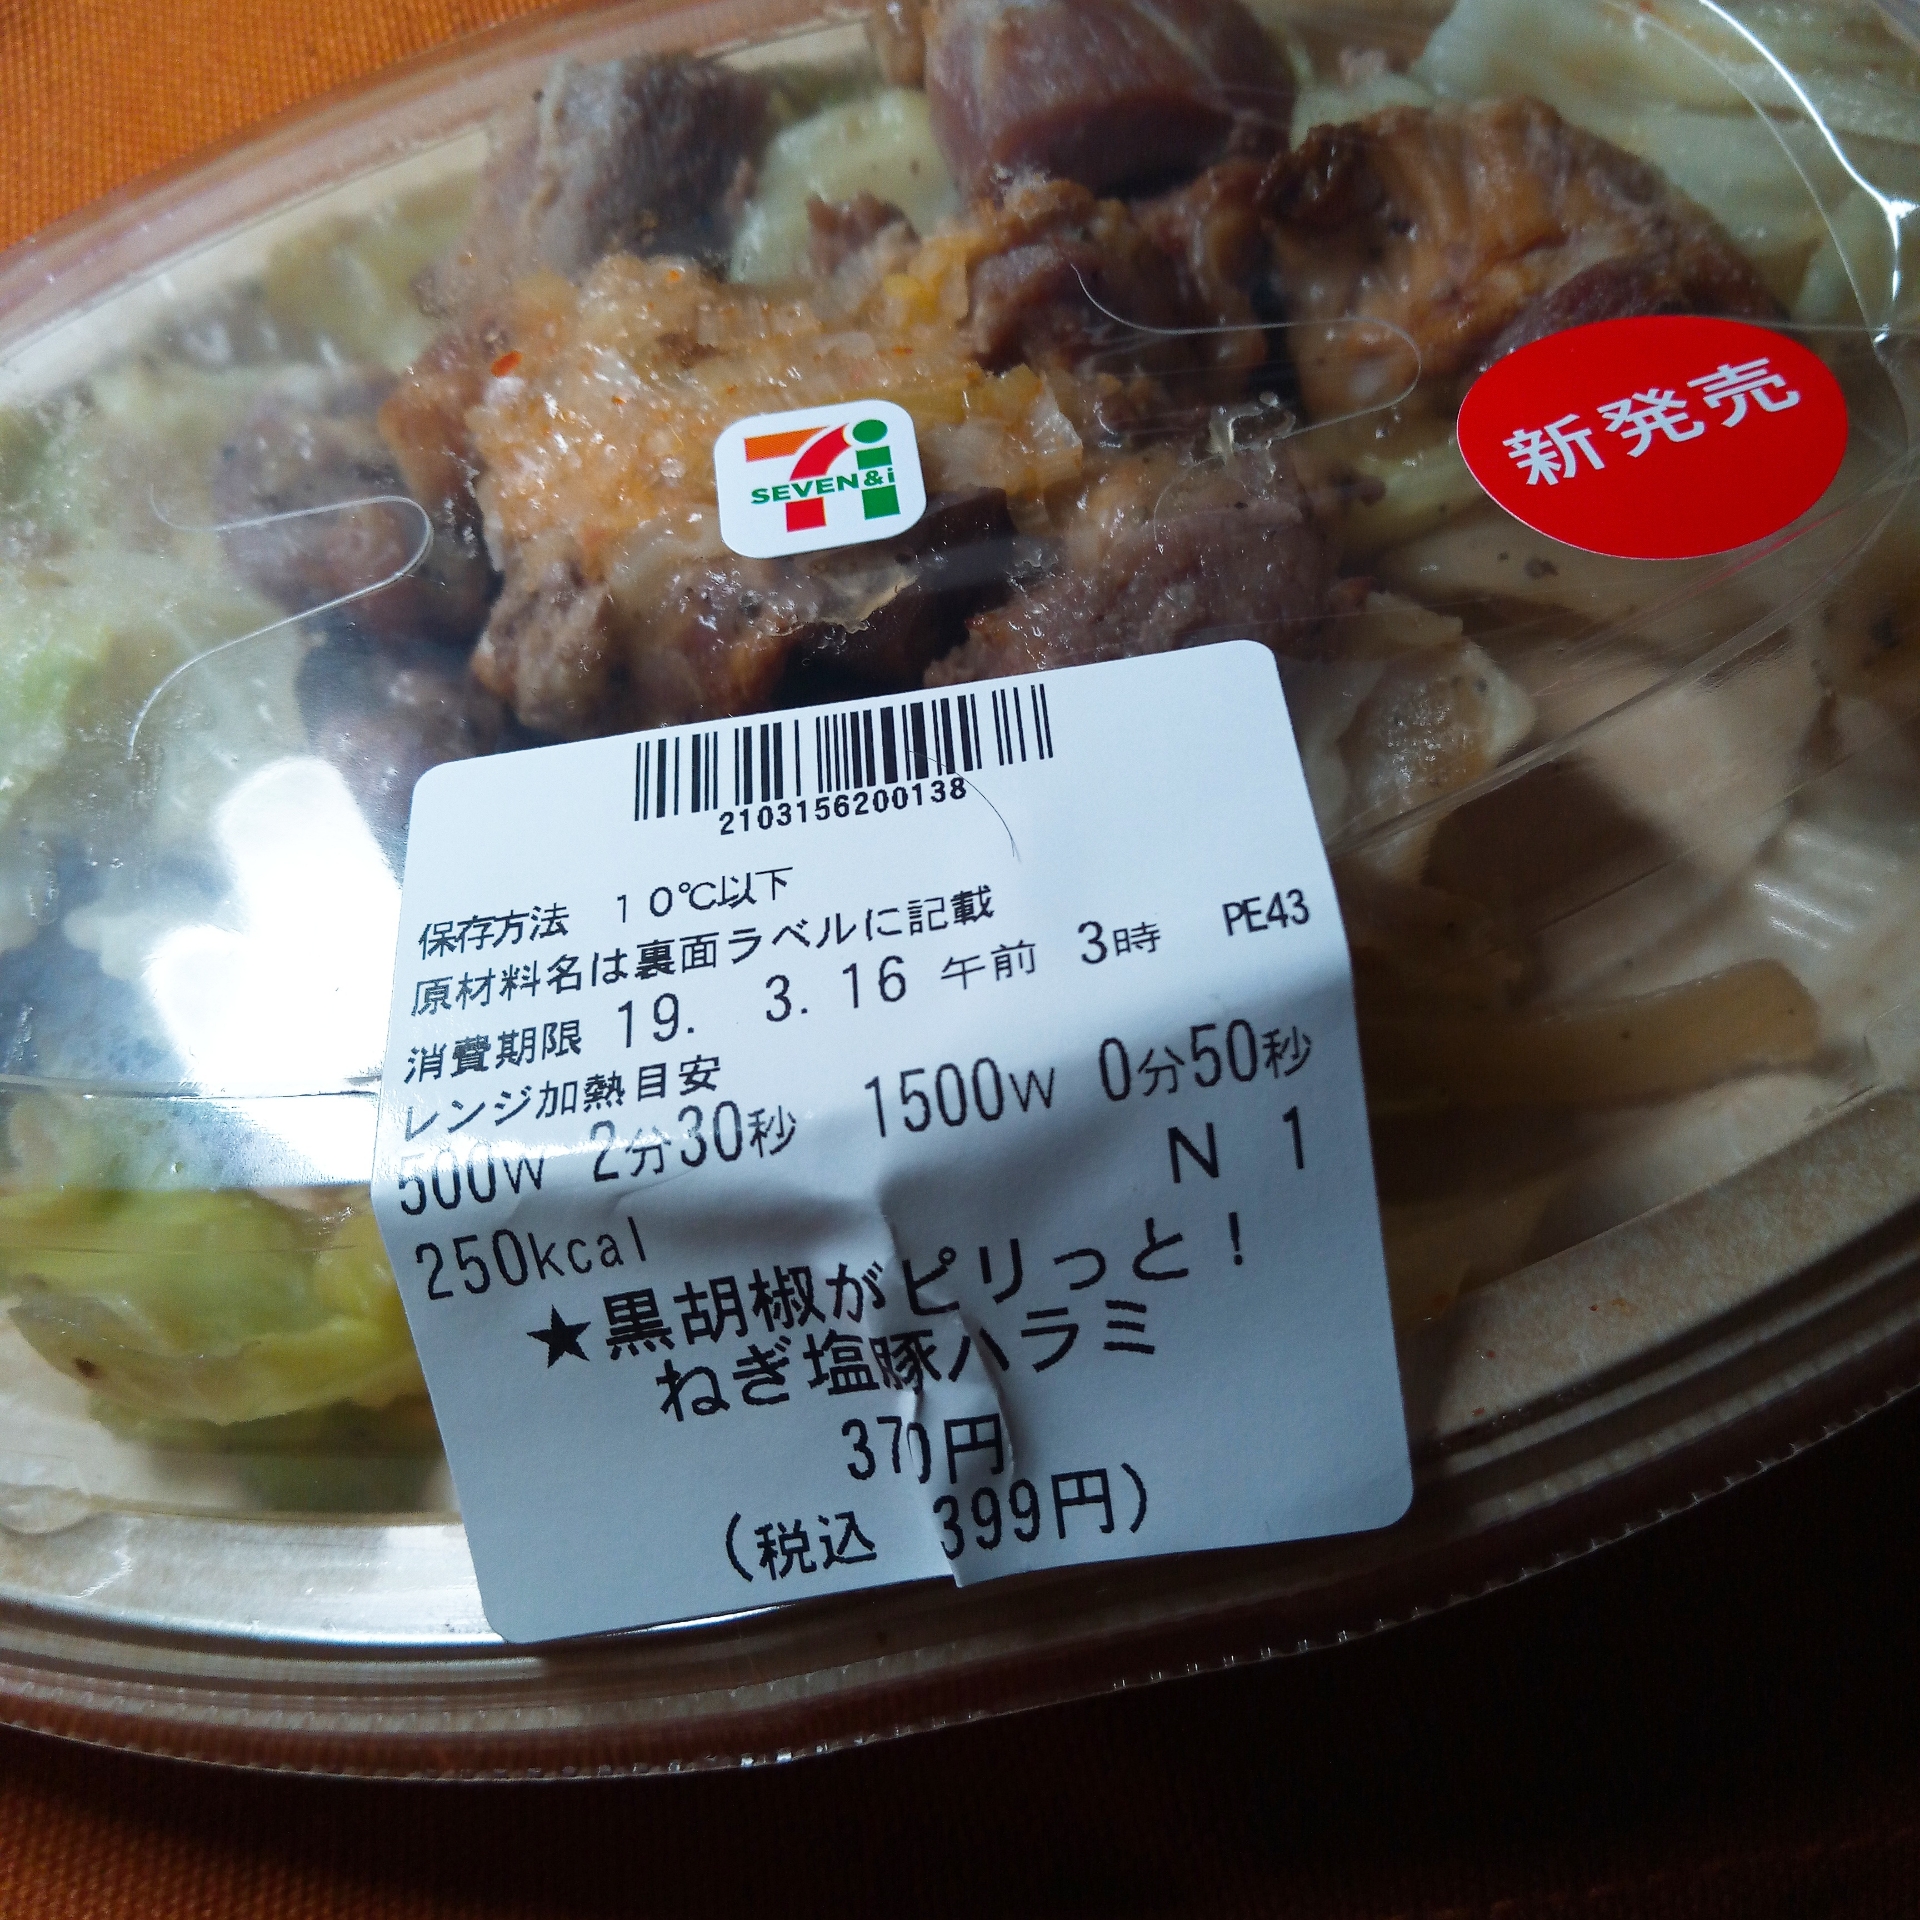 SEVEN&i
新発売
2103156200138
保存方法 10℃以下
原材料名は裏面ラベルに記載
PE43
消費期限 19. 3. 16 午前 3時
レンジ加熱目安
500W 2分30秒 1500W 0分50秒
N 1
250kcal
★黒胡椒がピリっと!
ねぎ塩豚ハラミ
370円
(税込 399円)